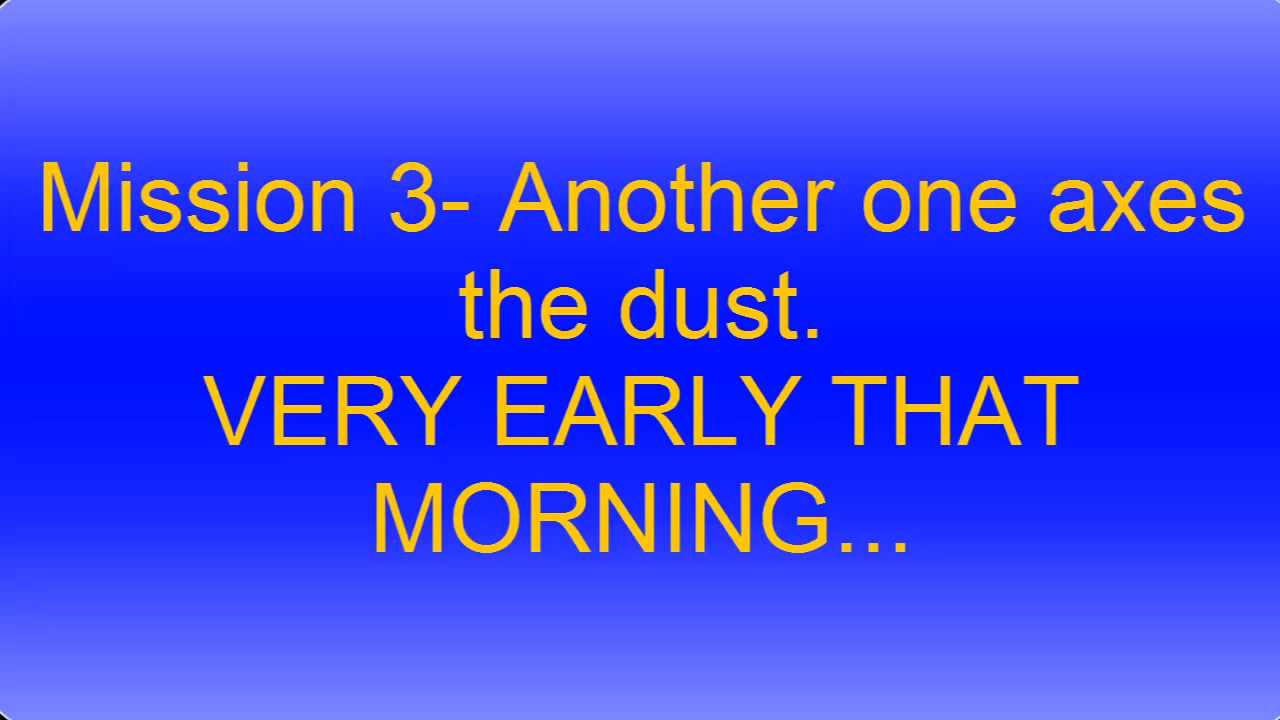 Mission 3- Another one axes
the dust.
VERY EARLY THAT
MORNING...